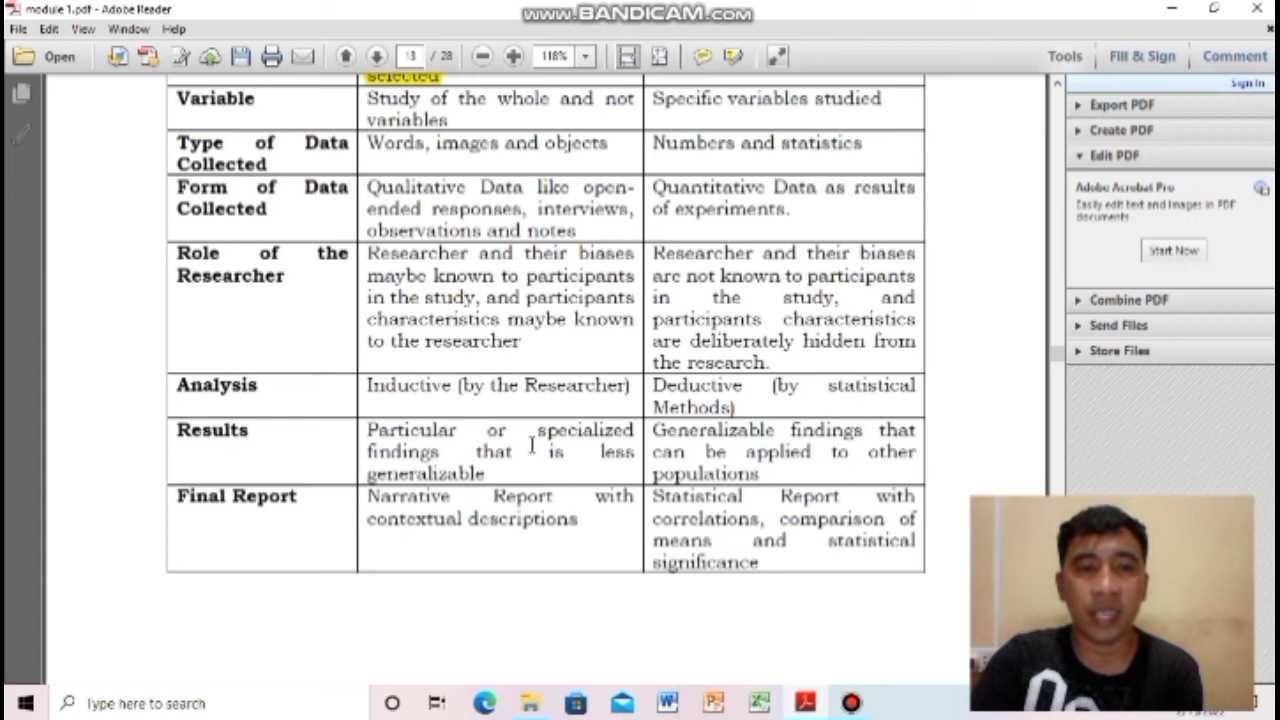 module 1.pdf - Adobe Reader
www.BANDICAM.com
File Edit View Window Help
Open 13 / 28 118% Tools Fill & Sign Comment
Sign In
selected
Variable
Study of the whole and not
variables
Specific variables studied
Type of Data
Collected
Words, images and objects
Numbers and statistics
Form of Data
Collected
Qualitative Data like open-
ended responses, interviews,
observations and notes
Quantitative Data as results
of experiments.
Role of the
Researcher
Researcher and their biases
maybe known to participants
in the study, and participants
characteristics maybe known
to the researcher
Researcher and their biases
are not known to participants
in the study, and
participants characteristics
are deliberately hidden from
the research.
Analysis
Inductive (by the Researcher)
Deductive (by statistical
Methods)
Results
Particular or specialized
findings that is less
generalizable
Generalizable findings that
can be applied to other
populations
Final Report
Narrative Report with
contextual descriptions
Statistical Report with
correlations, comparison of
means and statistical
significance
Export PDF
Create PDF
Edit PDF
Adobe Acrobat Pro
Easily edit text and images in PDF
documents
Start Now
Combine PDF
Send Files
Store Files
Type here to search